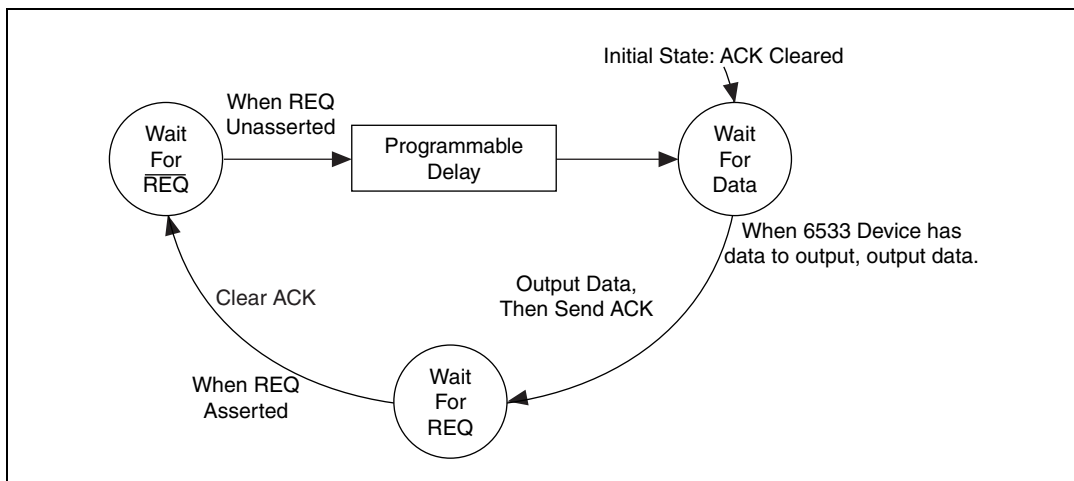 Initial State: ACK Cleared
When REQ
Unasserted
Wait
For
R̅E̅Q̅
Programmable
Delay
Wait
For
Data
When 6533 Device has
data to output, output data.
Output Data,
Then Send ACK
Clear ACK
When REQ
Asserted
Wait
For
REQ